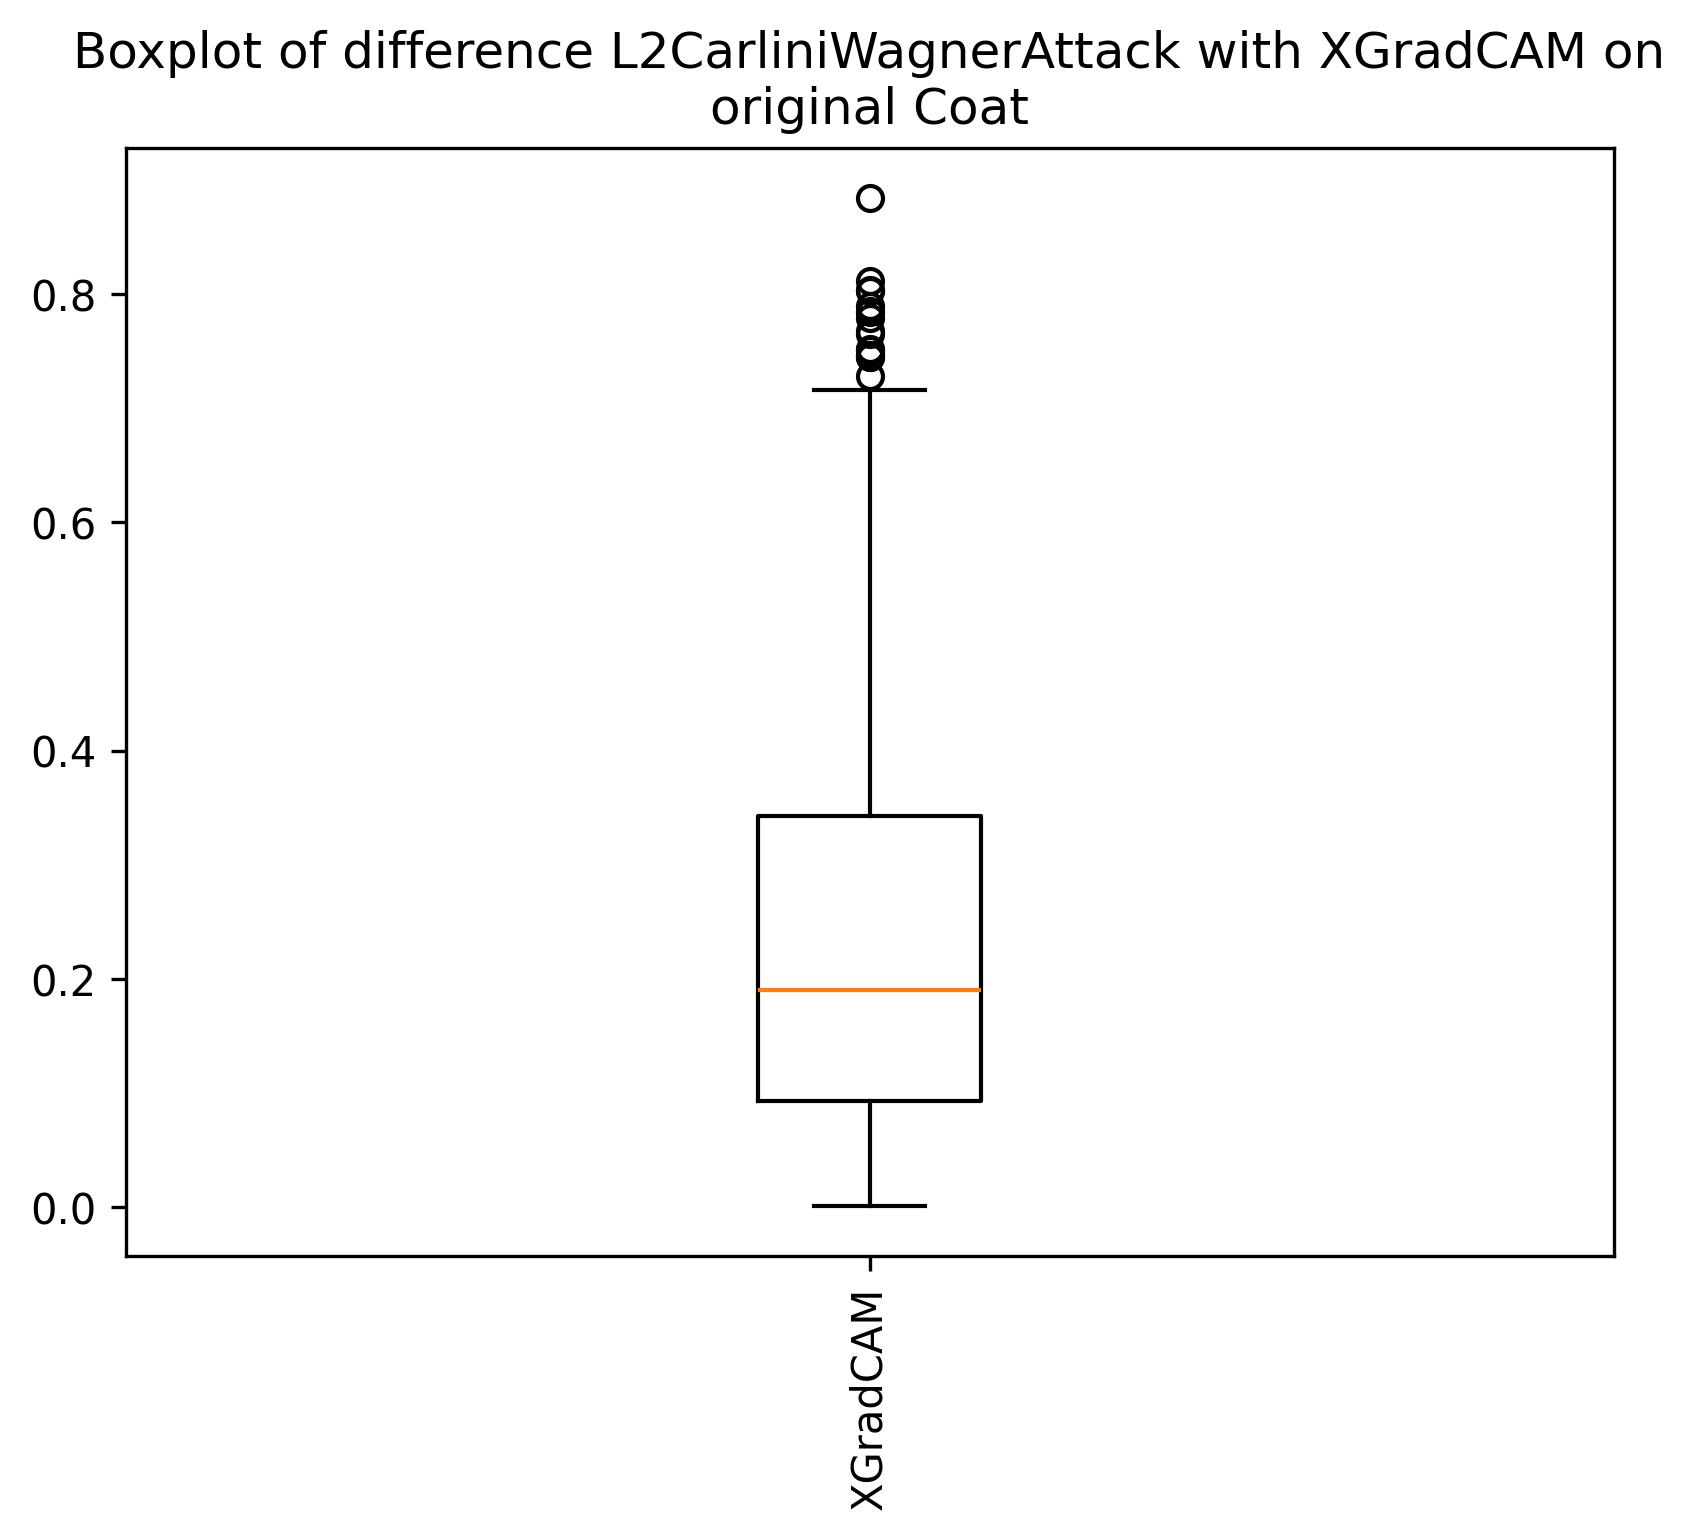 Boxplot of difference L2CarliniWagnerAttack with XGradCAM on
original Coat
0.8
0.6
0.4
0.2
0.0
XGradCAM